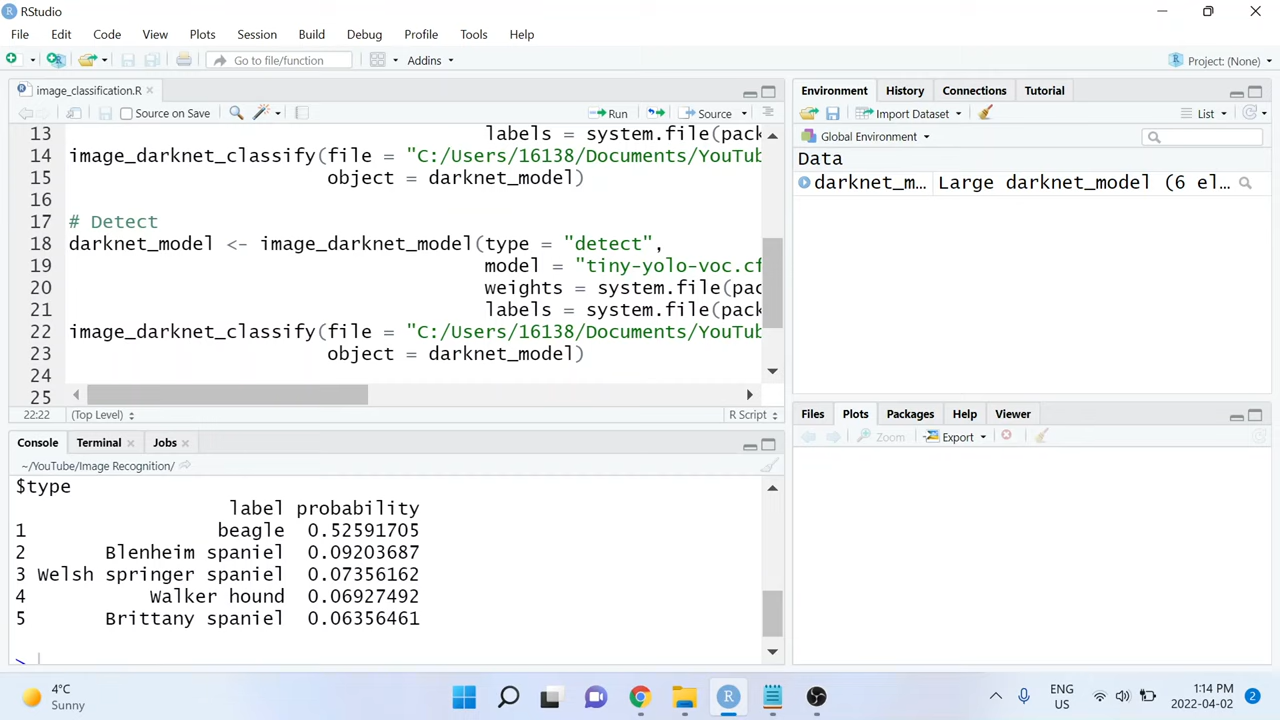 RStudio
File Edit Code View Plots Session Build Debug Profile Tools Help
Go to file/function Addins Project: (None)
image_classification.R
Source on Save Run Source
13 labels = system.file(pac
14 image_darknet_classify(file = "C:/Users/16138/Documents/YouTub
15 object = darknet_model)
16
17 # Detect
18 darknet_model <- image_darknet_model(type = "detect",
19 model = "tiny-yolo-voc.cf
20 weights = system.file(pac
21 labels = system.file(pack
22 image_darknet_classify(file = "C:/Users/16138/Documents/YouTub
23 object = darknet_model)
24
25
22:22 (Top Level) R Script
Console Terminal Jobs
~/YouTube/Image Recognition/
$type
label probability
1 beagle 0.52591705
2 Blenheim spaniel 0.09203687
3 Welsh springer spaniel 0.07356162
4 Walker hound 0.06927492
5 Brittany spaniel 0.06356461
>
Environment History Connections Tutorial
Import Dataset List
Global Environment
Data
darknet_m… Large darknet_model (6 el…
Files Plots Packages Help Viewer
Zoom Export
4°C
Sunny
ENG
US
1:14 PM
2022-04-02
2